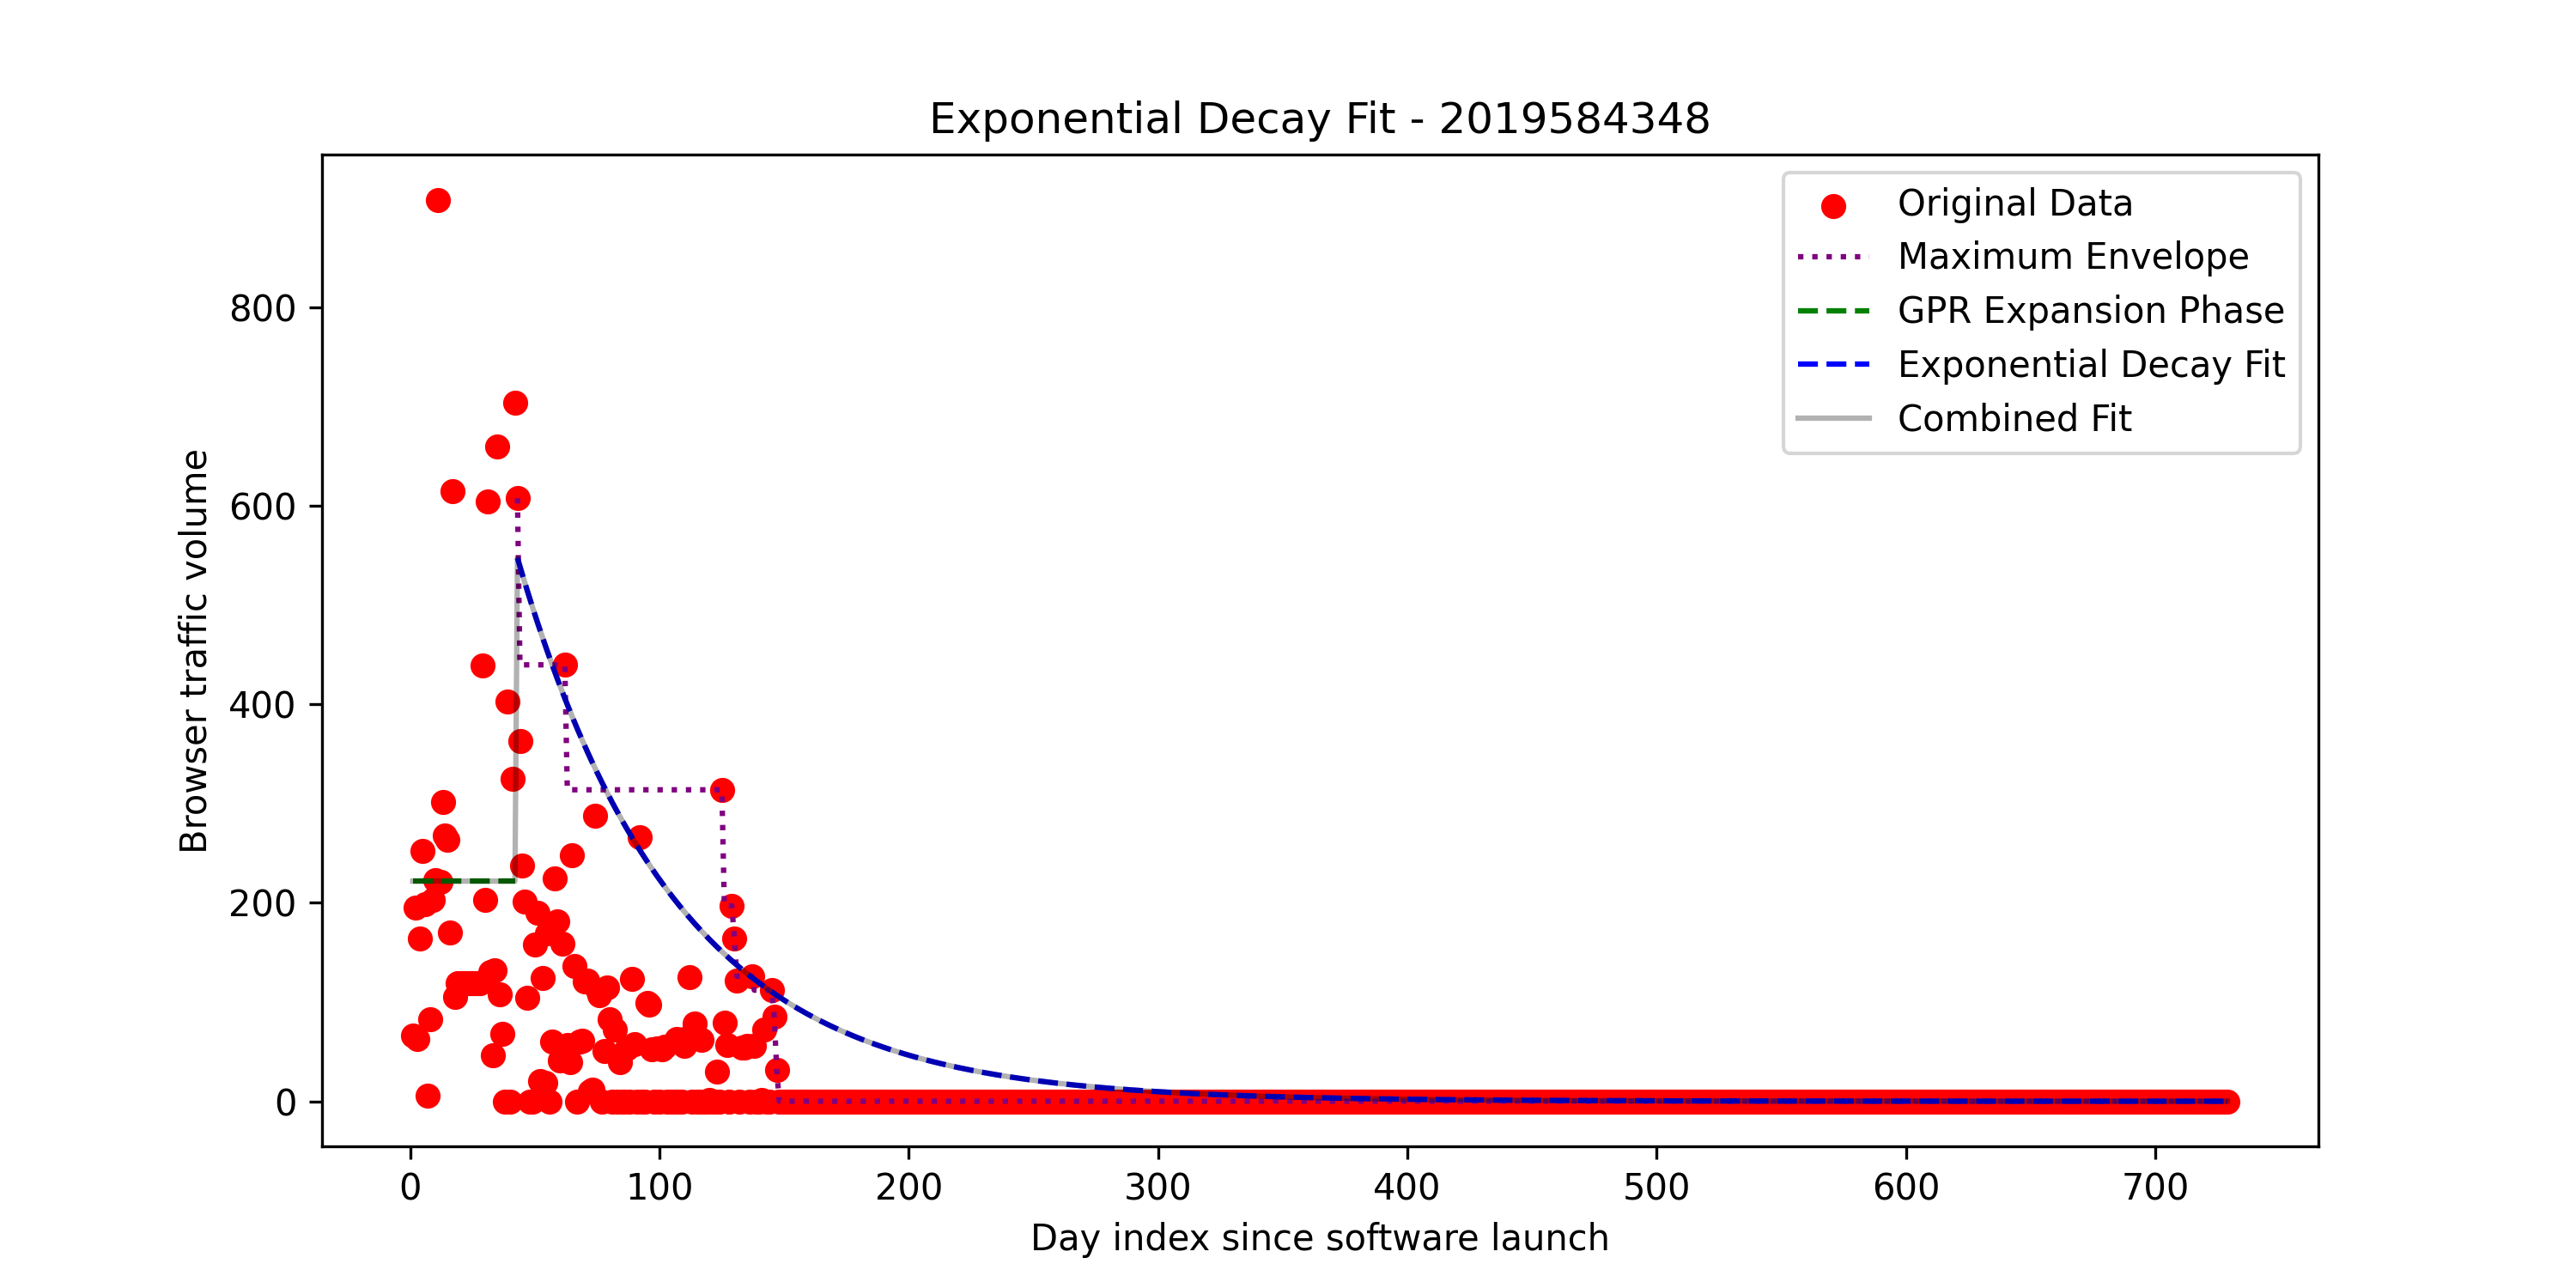 Exponential Decay Fit - 2019584348
Original Data
Maximum Envelope
GPR Expansion Phase
Exponential Decay Fit
Combined Fit
Browser traffic volume
800
600
400
200
0
0 100 200 300 400 500 600 700
Day index since software launch